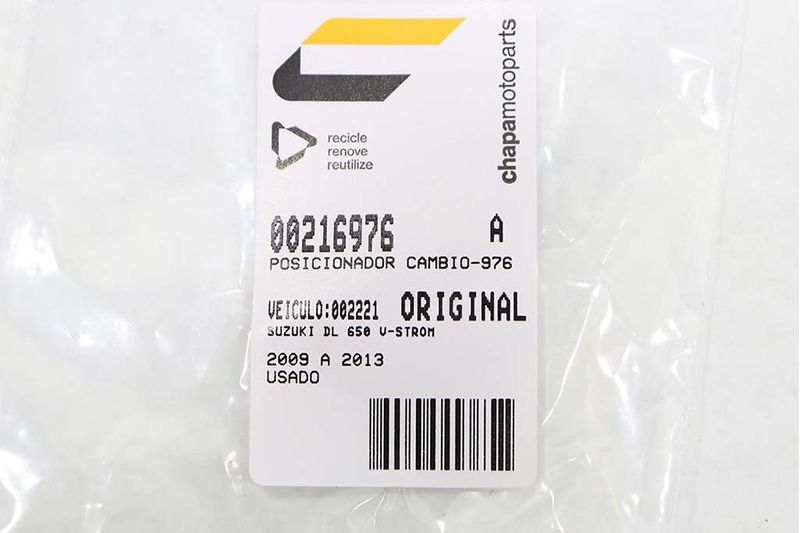 chapamotoparts
recicle
renove
reutilize
00216976 A
POSICIONADOR CAMBIO-976
VEICULO:002221 ORIGINAL
SUZUKI DL 650 V-STROM
2009 A 2013
USADO